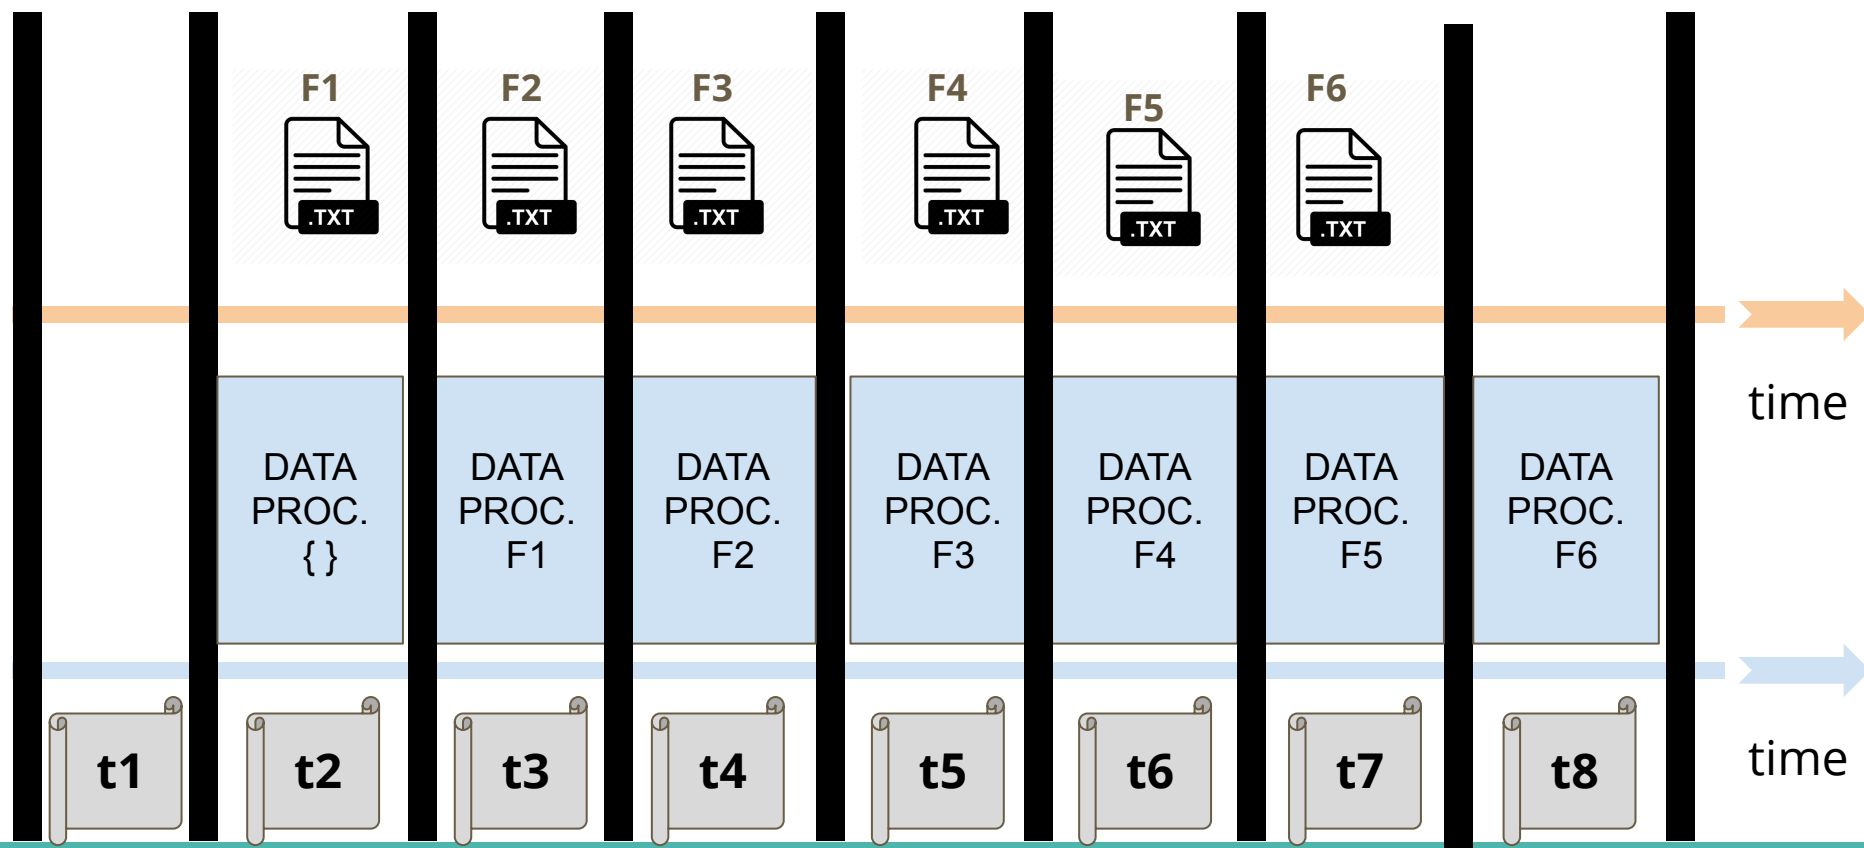 F1
F2
F3
F4
F5
F6
.TXT
.TXT
.TXT
.TXT
.TXT
.TXT
time
DATA
PROC.
{ }
DATA
PROC.
F1
DATA
PROC.
F2
DATA
PROC.
F3
DATA
PROC.
F4
DATA
PROC.
F5
DATA
PROC.
F6
time
t1
t2
t3
t4
t5
t6
t7
t8